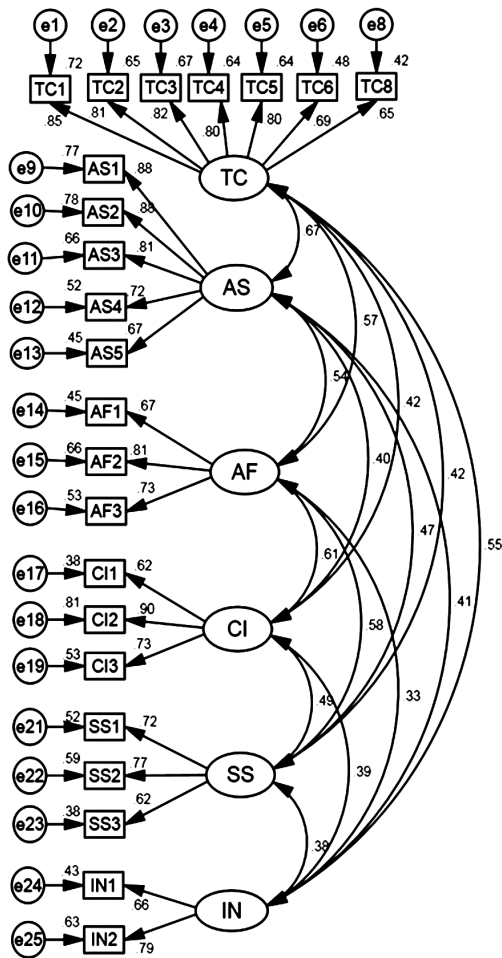 e1 e2 e3 e4 e5 e6 e8
.72 .65 .67 .64 .64 .48 .42
TC1 TC2 TC3 TC4 TC5 TC6 TC8
.85 .81 .82 .80 .80 .69 .65
TC
e9 .77 AS1 .88
e10 .78 AS2 .88
e11 .66 AS3 .81
e12 .52 AS4 .72
e13 .45 AS5 .67
AS
.67
.57
.54
.42
.40
.42
.47
.55
.41
e14 .45 AF1 .67
e15 .66 AF2 .81
e16 .53 AF3 .73
AF
.61
.58
.33
e17 .38 CI1 .62
e18 .81 CI2 .90
e19 .53 CI3 .73
CI
.49
.39
e21 .52 SS1 .72
e22 .59 SS2 .77
e23 .38 SS3 .62
SS
.38
e24 .43 IN1 .66
e25 .63 IN2 .79
IN